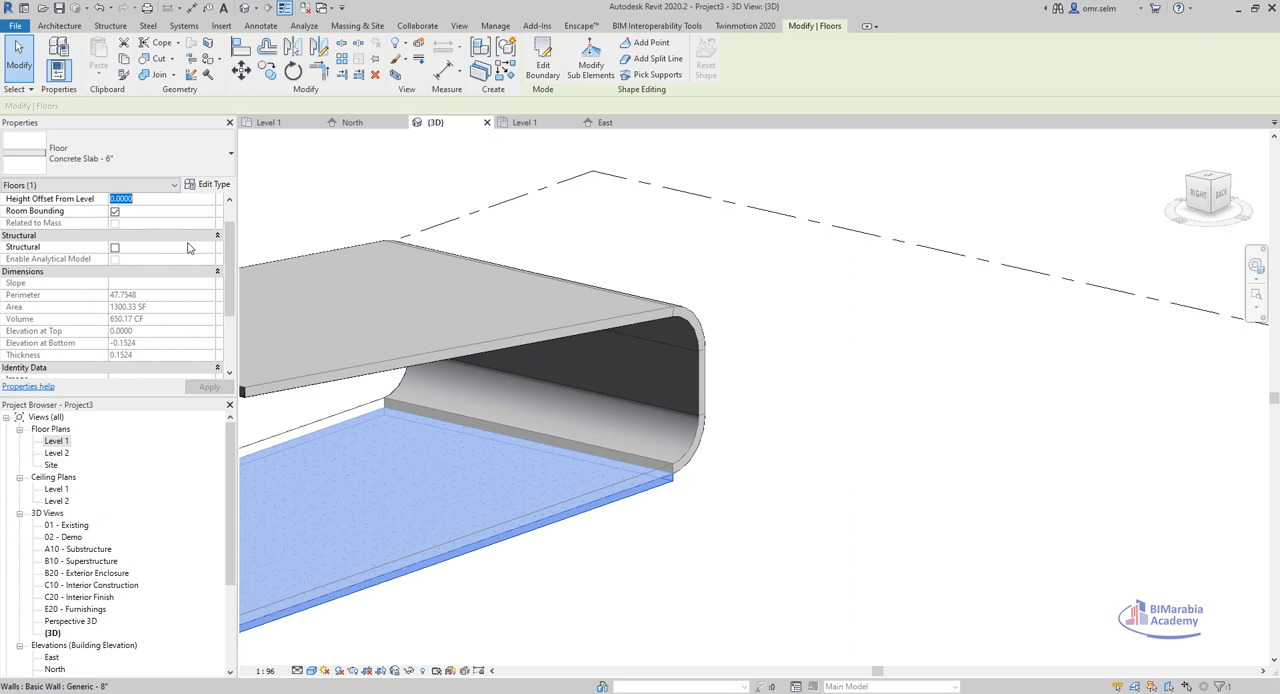 Autodesk Revit 2020.2 - Project3 - 3D View: {3D}
omr.selm
File Architecture Structure Steel Systems Insert Annotate Analyze Massing & Site Collaborate View Manage Add-Ins Enscape™ BIM Interoperability Tools Twinmotion 2020 Modify | Floors
Cope
Cut
Join
Modify
Paste
Edit
Boundary
Modify
Sub Elements
Add Point
Add Split Line
Pick Supports
Reset
Shape
Select Properties Clipboard Geometry Modify View Measure Create Mode Shape Editing
Modify | Floors
Properties
Level 1 North {3D} Level 1 East
Floor
Concrete Slab - 6"
Floors (1) Edit Type
Height Offset From Level 0.0000
Room Bounding
Related to Mass
Structural
Structural
Enable Analytical Model
Dimensions
Slope
Perimeter 47.7548
Area 1300.33 SF
Volume 650.17 CF
Elevation at Top 0.0000
Elevation at Bottom -0.1524
Thickness 0.1524
Identity Data
Properties help Apply
Project Browser - Project3
Views (all)
Floor Plans
Level 1
Level 2
Site
Ceiling Plans
Level 1
Level 2
3D Views
01 - Existing
02 - Demo
A10 - Substructure
B10 - Superstructure
B20 - Exterior Enclosure
C10 - Interior Construction
C20 - Interior Finish
E20 - Furnishings
Perspective 3D
{3D}
Elevations (Building Elevation)
East
North
RIGHT BACK
BIMarabia
Academy
1 : 96
Walls : Basic Wall : Generic - 8"
:0
Main Model
:1